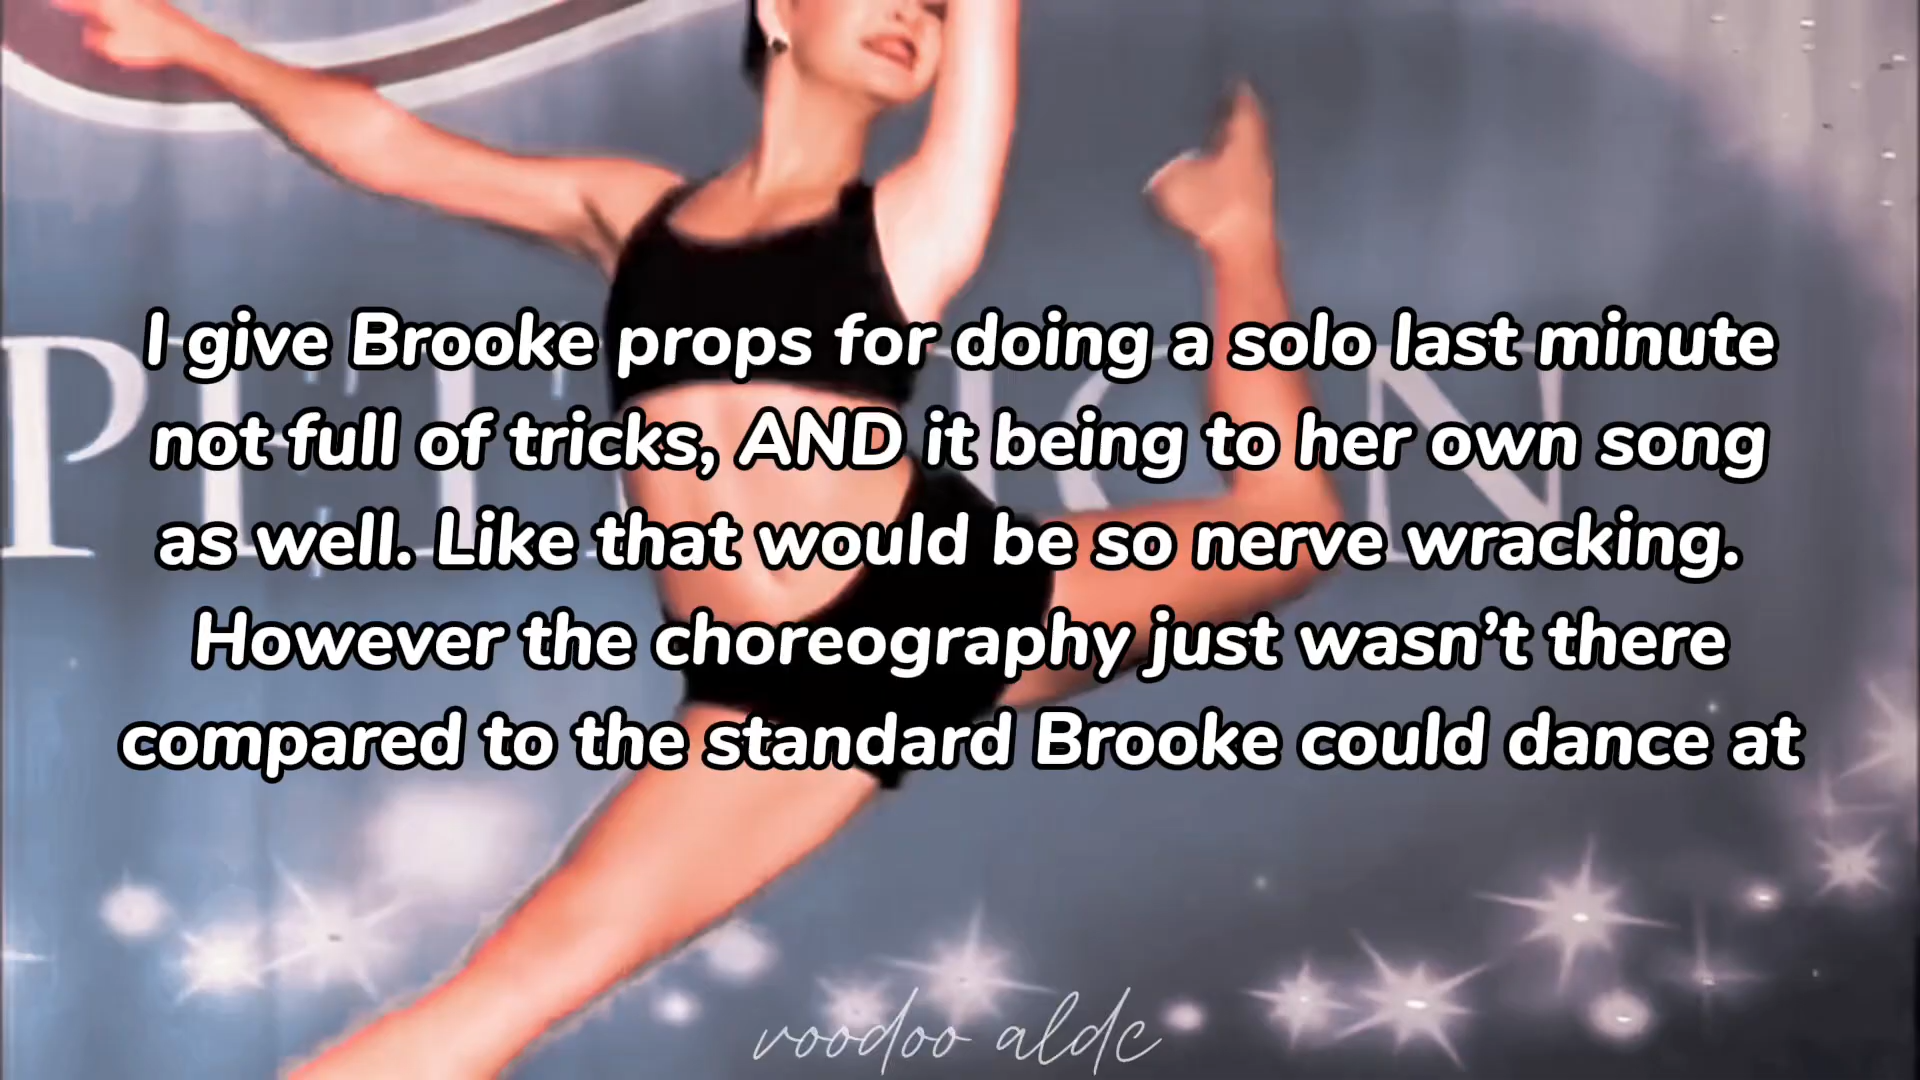 PETITION
I give Brooke props for doing a solo last minute
not full of tricks, AND it being to her own song
as well. Like that would be so nerve wracking.
However the choreography just wasn’t there
compared to the standard Brooke could dance at
voodoo aldc